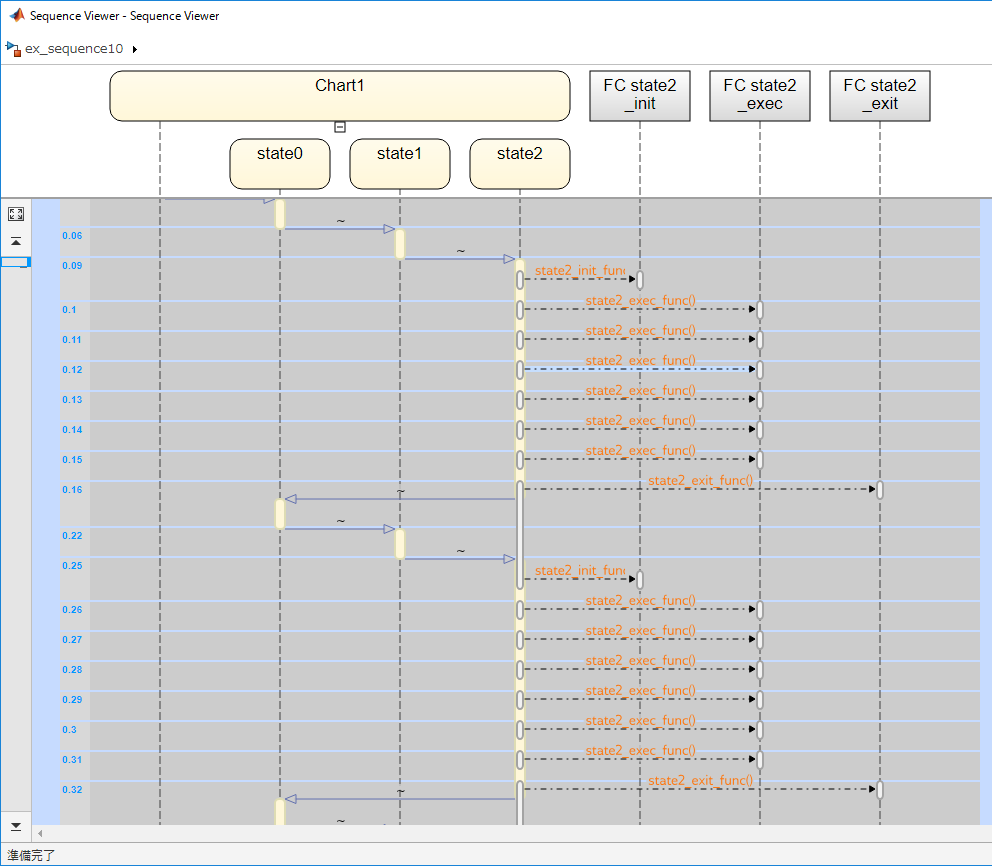 Sequence Viewer - Sequence Viewer
ex_sequence10
Chart1
FC state2
_init
FC state2
_exec
FC state2
_exit
state0
state1
state2
~
0.06
~
0.09
state2_init_func
0.1
state2_exec_func()
0.11
state2_exec_func()
0.12
state2_exec_func()
0.13
state2_exec_func()
0.14
state2_exec_func()
0.15
state2_exec_func()
0.16
state2_exit_func()
~
~
0.22
~
0.25
state2_init_func
0.26
state2_exec_func()
0.27
state2_exec_func()
0.28
state2_exec_func()
0.29
state2_exec_func()
0.3
state2_exec_func()
0.31
state2_exec_func()
0.32
state2_exit_func()
~
~
準備完了